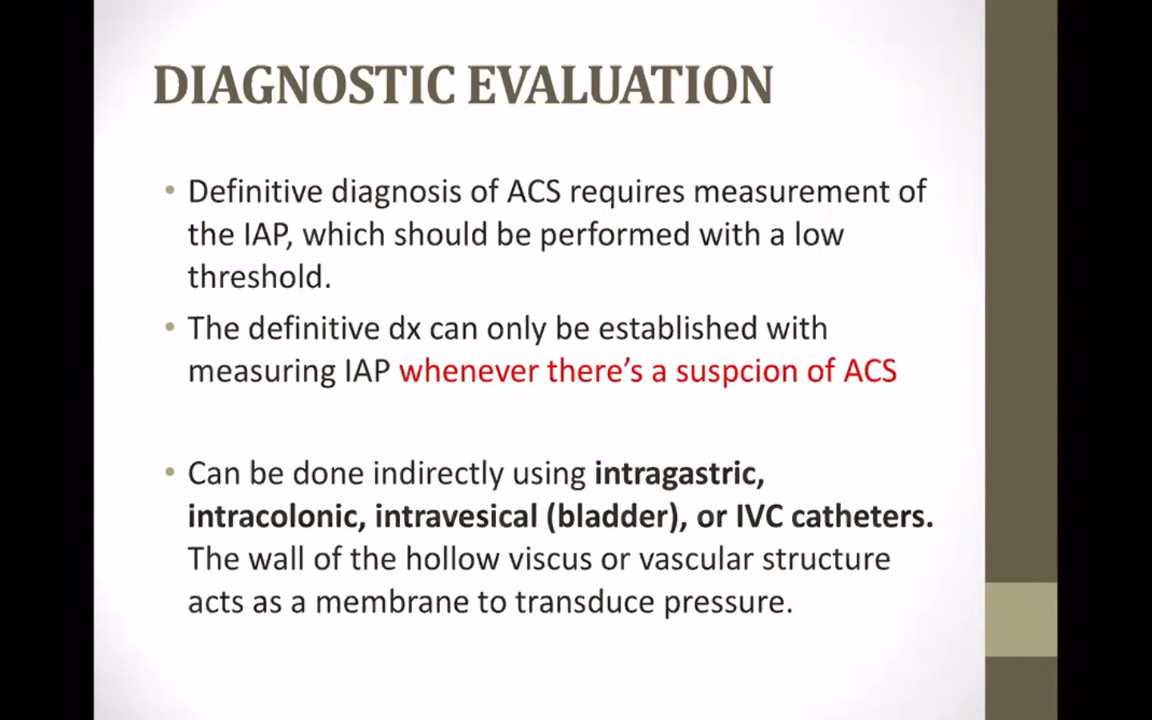 DIAGNOSTIC EVALUATION
• Definitive diagnosis of ACS requires measurement of
the IAP, which should be performed with a low
threshold.
• The definitive dx can only be established with
measuring IAP whenever there's a suspcion of ACS
• Can be done indirectly using intragastric,
intracolonic, intravesical (bladder), or IVC catheters.
The wall of the hollow viscus or vascular structure
acts as a membrane to transduce pressure.